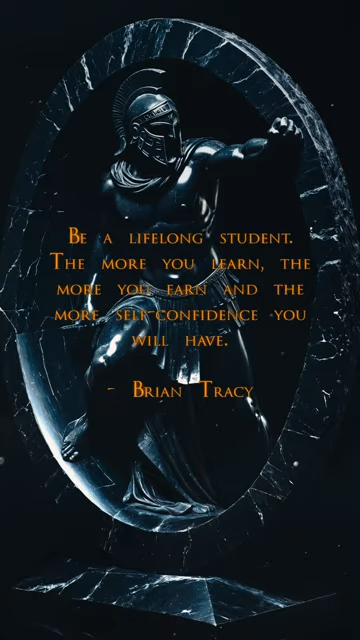 Be a lifelong student.
The more you learn, the
more you earn and the
more self-confidence you
will have.
- Brian Tracy